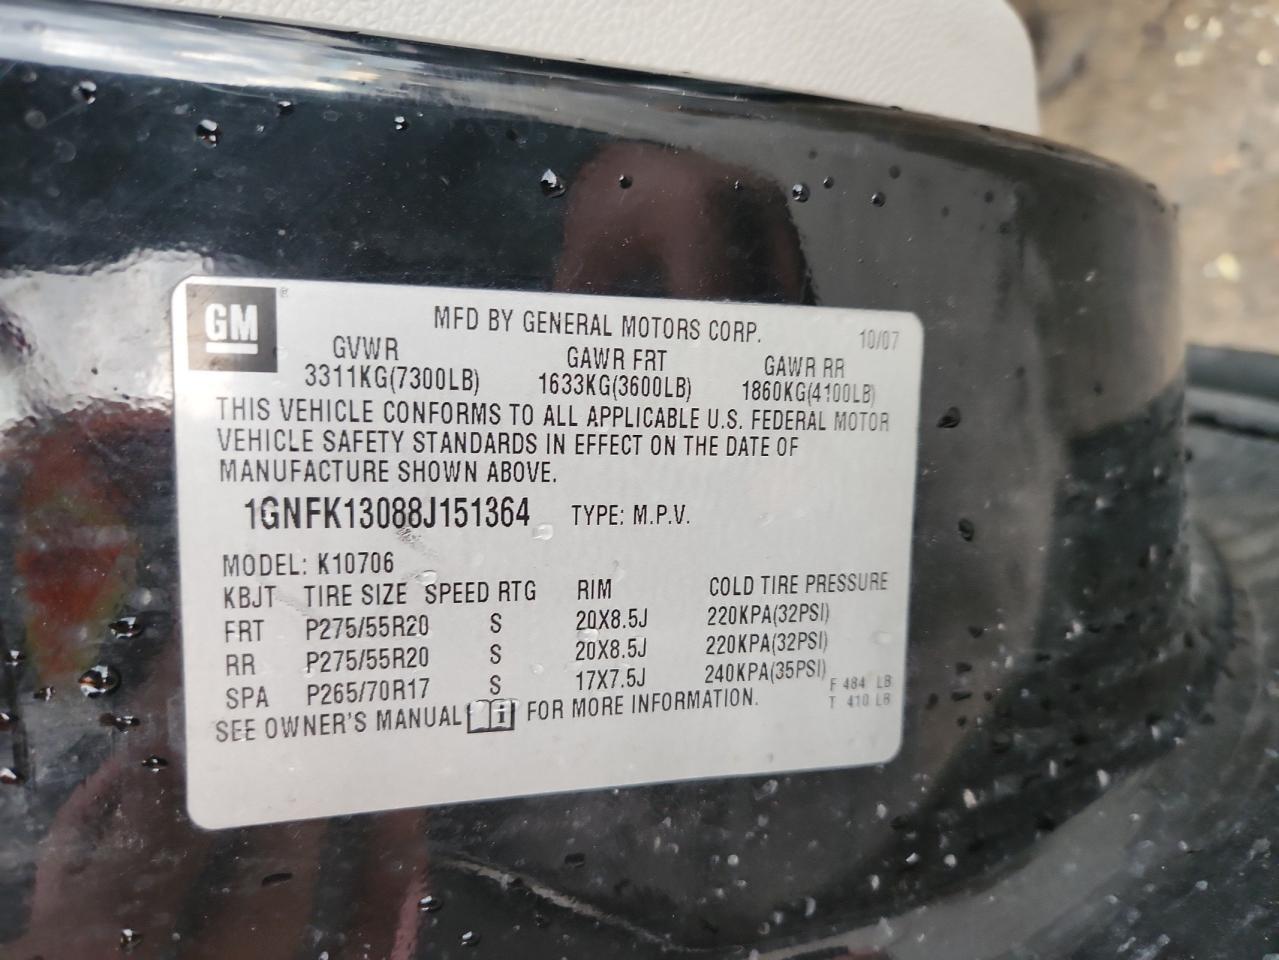 GM
MFD BY GENERAL MOTORS CORP. 10/07
GVWR GAWR FRT GAWR RR
3311KG(7300LB) 1633KG(3600LB) 1860KG(4100LB)
THIS VEHICLE CONFORMS TO ALL APPLICABLE U.S. FEDERAL MOTOR
VEHICLE SAFETY STANDARDS IN EFFECT ON THE DATE OF
MANUFACTURE SHOWN ABOVE.
1GNFK13088J151364 TYPE: M.P.V.
MODEL: K10706
KBJT TIRE SIZE SPEED RTG RIM COLD TIRE PRESSURE
FRT P275/55R20 S 20X8.5J 220KPA(32PSI)
RR P275/55R20 S 20X8.5J 220KPA(32PSI)
SPA P265/70R17 S 17X7.5J 240KPA(35PSI) F 484 LB
SEE OWNER'S MANUAL i FOR MORE INFORMATION. T 410 LB